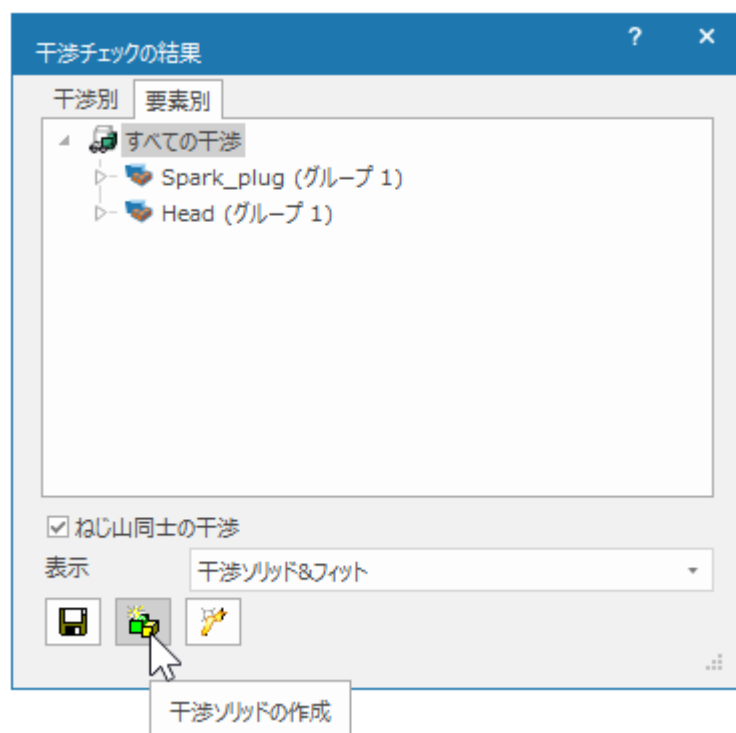 干渉チェックの結果
干渉別 要素別
すべての干渉
Spark_plug (グループ 1)
Head (グループ 1)
ねじ山同士の干渉
表示 干渉ソリッド&フィット
干渉ソリッドの作成